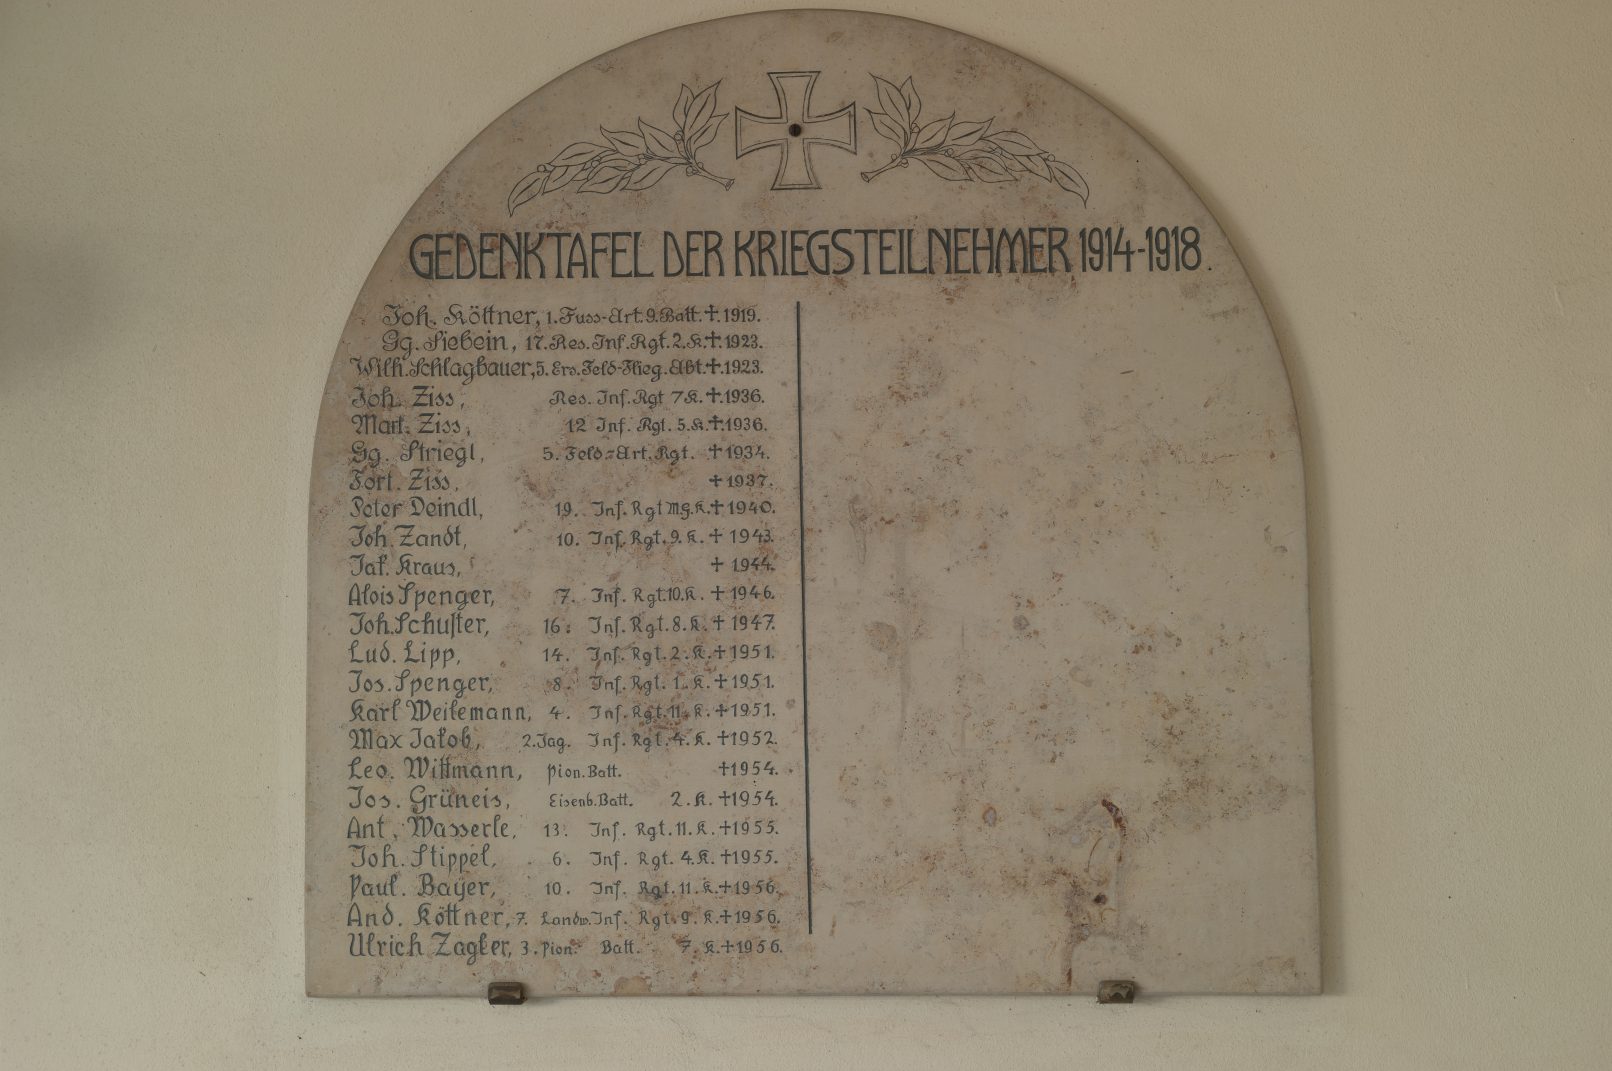 GEDENKTAFEL DER KRIEGSTEILNEHMER 1914-1918.
Joh. Köttner, 1. Fuss-Art. 9. Batt. ✝. 1919.
Gg. Siebein, 17. Res. Inf. Rgt. 2. K. ✝. 1923.
Wilh. Schlagbauer, 5. Ers. Feld-Flieg. Abt. ✝. 1923.
Joh. Ziss, Res. Inf. Rgt 7 K. ✝. 1936.
Mart. Ziss, 12 Inf. Rgt. 5. K. ✝. 1936.
Gg. Striegl, 5. Feld-Art. Rgt. ✝ 1934.
Fort. Ziss, ✝ 1937.
Peter Deindl, 19. Inf. Rgt MG. K. ✝ 1940.
Joh. Zandt, 10. Inf. Rgt. 9. K. ✝ 1943.
Jak. Kraus, ✝ 1944.
Alois Spenger, 7. Inf. Rgt. 10. K. ✝ 1946.
Joh. Schuster, 16. Inf. Rgt. 8. K. ✝ 1947.
Lud. Lipp, 14. Inf. Rgt. 2. K. ✝ 1951.
Jos. Spenger, 8. Inf. Rgt. 1. K. ✝ 1951.
Karl Weikemann, 4. Inf. Rgt. 11. K. ✝ 1951.
Max Jakob, 2. Jag. Inf. Rgt. 4. K. ✝ 1952.
Leo. Wittmann, Pion. Batt. ✝ 1954.
Jos. Grüneis, Eisenb. Batt. 2. K. ✝ 1954.
Ant. Wasserle, 13. Inf. Rgt. 11. K. ✝ 1955.
Joh. Stippel, 6. Inf. Rgt. 4. K. ✝ 1955.
Paul. Bayer, 10. Inf. Rgt. 11. K. ✝ 1956.
And. Köttner, 7. Landw. Inf. Rgt. 9. K. ✝ 1956.
Ulrich Zagler, 3. Pion. Batt. 7. K. ✝ 1956.